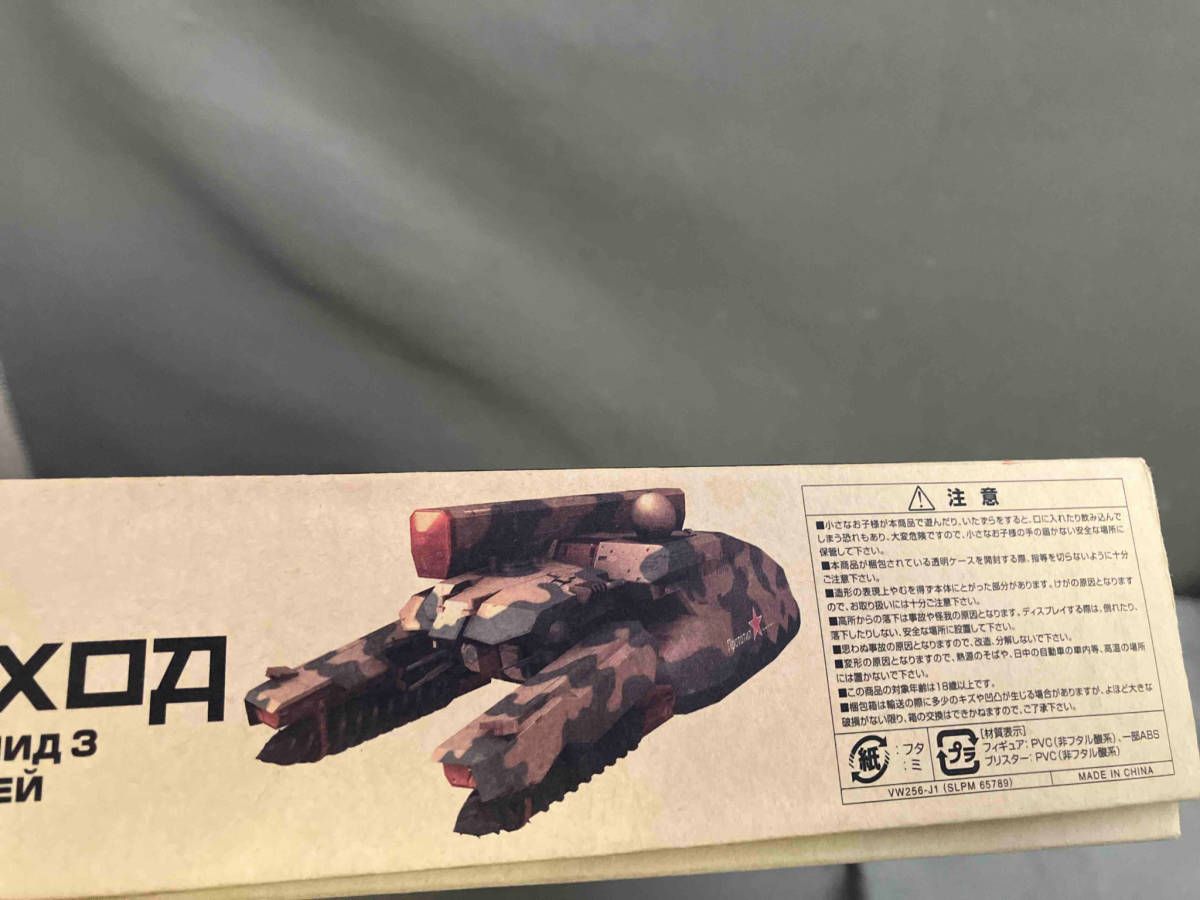 ХОД
ИД 3
ЕЙ
Прототип
注意
■小さなお子様が本商品で遊んだり、いたずらをすると、口に入れたり飲み込んで
しまう恐れもあり、大変危険ですので、小さなお子様の手の届かない安全な場所に
保管して下さい。
■本商品が梱包されている透明ケースを開封する際、指等を切らないように十分
ご注意下さい。
■造形の表現上やむを得ず本体にとがった部分があります。けがの原因となります
ので、お取り扱いには十分ご注意下さい。
■高所からの落下は事故や怪我の原因となります。ディスプレイする際は、倒れたり、
落下したりしない、安全な場所に設置して下さい。
■思わぬ事故の原因となりますので、改造、分解しないで下さい。
■変形の原因となりますので、熱源のそばや、日中の自動車の車内等、高温の場所
には置かないで下さい。
■この商品の対象年齢は18歳以上です。
■梱包箱は輸送の際に多少のキズや凹凸が生じる場合がありますが、よほど大きな
破損がない限り、箱の交換はできかねますので、ご了承下さい。
紙 :フタ
:ミ
プラ
[材質表示]
フィギュア:PVC(非フタル酸系)、一部ABS
ブリスター:PVC(非フタル酸系)
VW256-J1 (SLPM 65789)
MADE IN CHINA